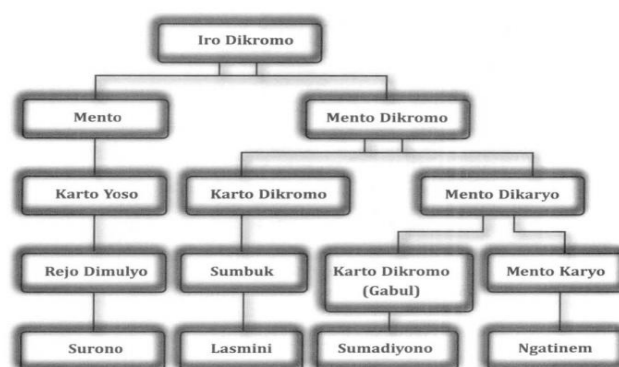 Iro Dikromo
Mento
Mento Dikromo
Karto Yoso
Karto Dikromo
Mento Dikaryo
Rejo Dimulyo
Sumbuk
Karto Dikromo
(Gabul)
Mento Karyo
Surono
Lasmini
Sumadiyono
Ngatinem